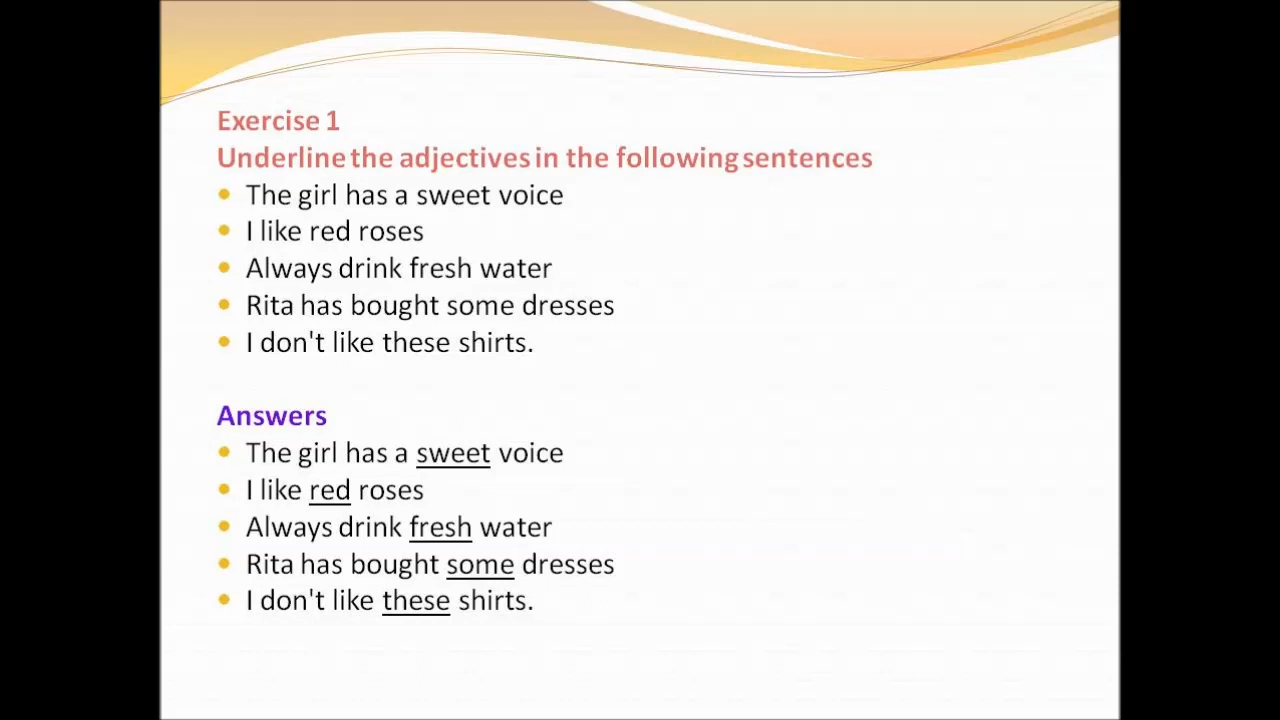 Exercise 1
Underline the adjectives in the following sentences
• The girl has a sweet voice
• I like red roses
• Always drink fresh water
• Rita has bought some dresses
• I don't like these shirts.
Answers
• The girl has a sweet voice
• I like red roses
• Always drink fresh water
• Rita has bought some dresses
• I don't like these shirts.